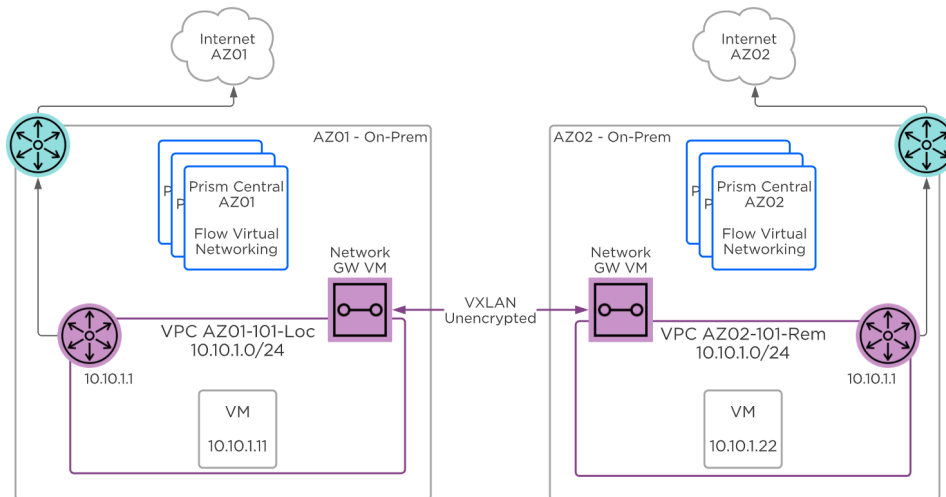 Internet
AZ01
Internet
AZ02
AZ01 - On-Prem
AZ02 - On-Prem
P
P
Prism Central
AZ01
Flow Virtual
Networking
P
P
Prism Central
AZ02
Flow Virtual
Networking
Network
GW VM
Network
GW VM
VXLAN
Unencrypted
VPC AZ01-101-Loc
10.10.1.0/24
VPC AZ02-101-Rem
10.10.1.0/24
10.10.1.1
10.10.1.1
VM
10.10.1.11
VM
10.10.1.22